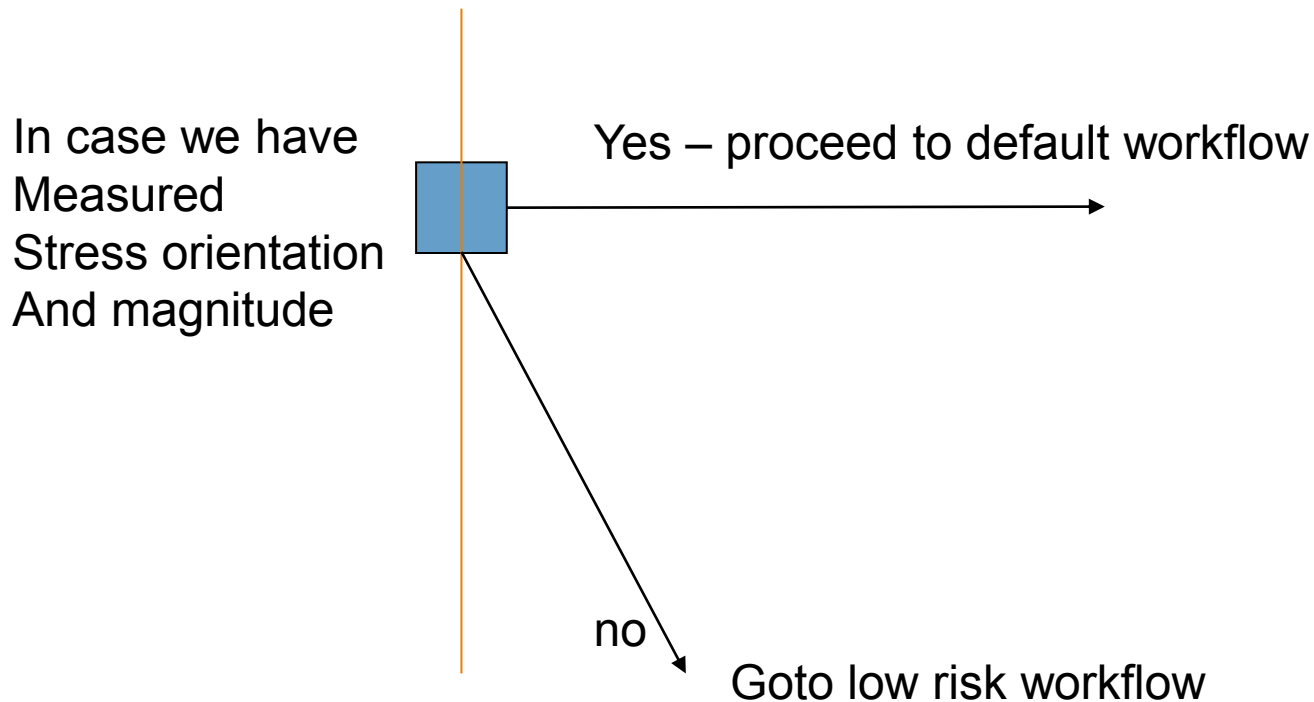 In case we have
Measured
Stress orientation
And magnitude
Yes – proceed to default workflow
no
Goto low risk workflow